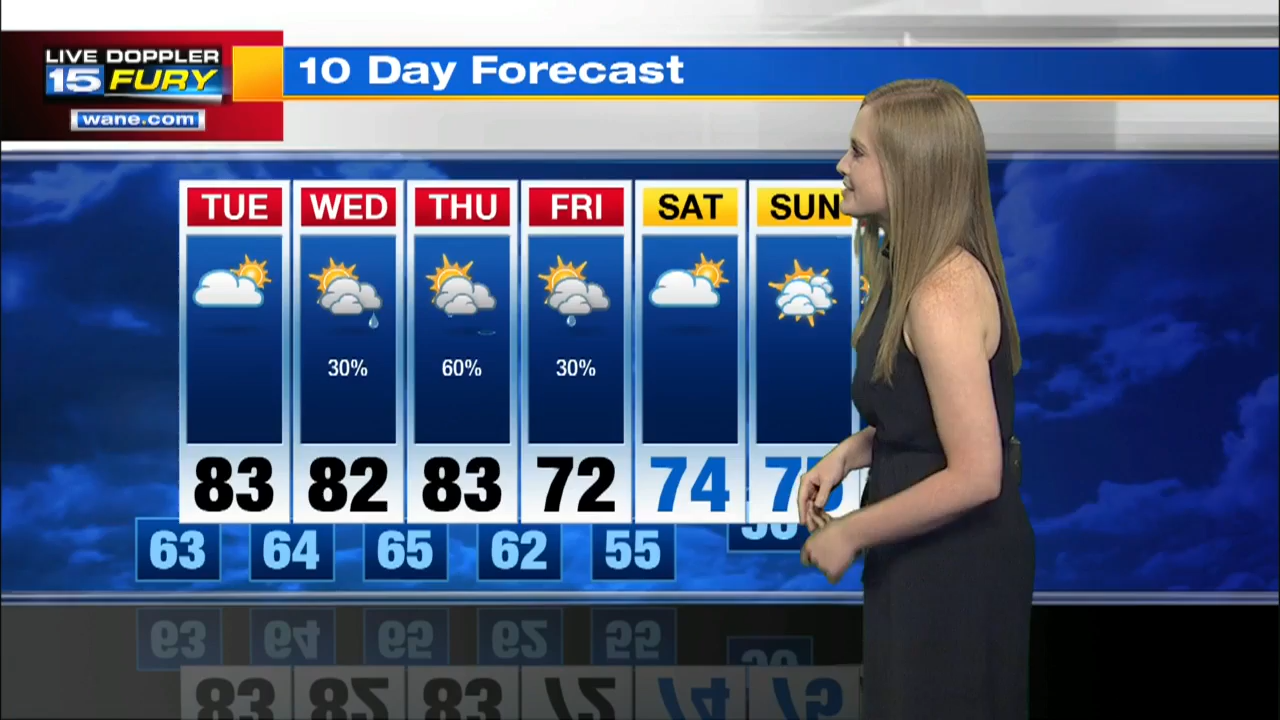 LIVE DOPPLER
15 FURY
wane.com
10 Day Forecast
TUE WED THU FRI SAT SUN
30% 60% 30%
83 82 83 72 74 75
63 64 65 62 55